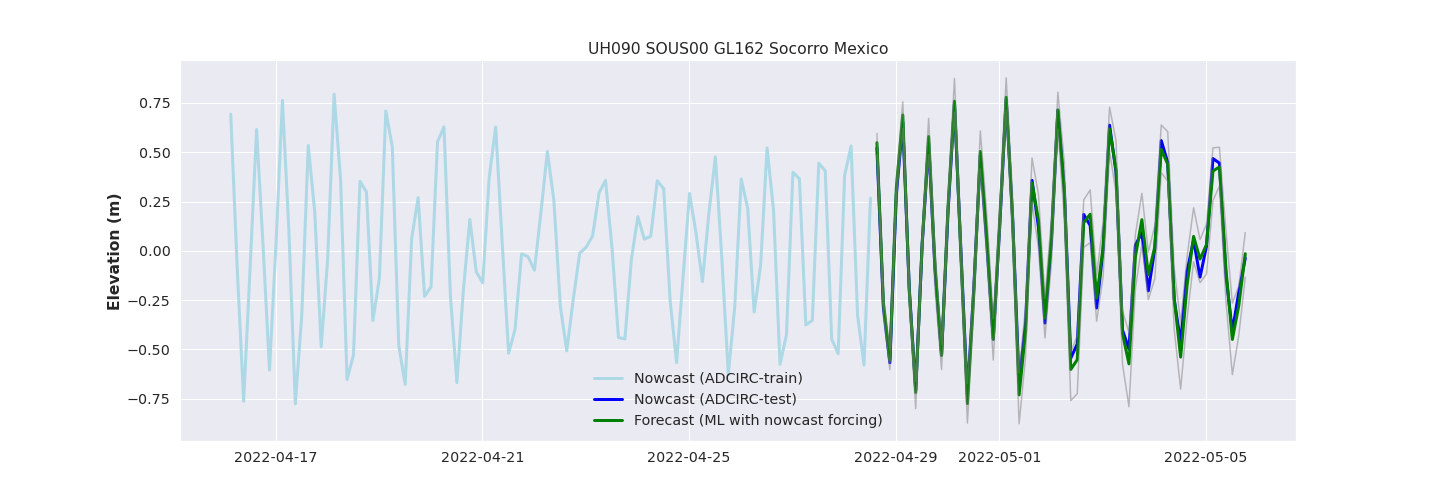 UH090 SOUS00 GL162 Socorro Mexico
Elevation (m)
0.75
0.50
0.25
0.00
−0.25
−0.50
−0.75
Nowcast (ADCIRC-train)
Nowcast (ADCIRC-test)
Forecast (ML with nowcast forcing)
2022-04-17 2022-04-21 2022-04-25 2022-04-29 2022-05-01 2022-05-05